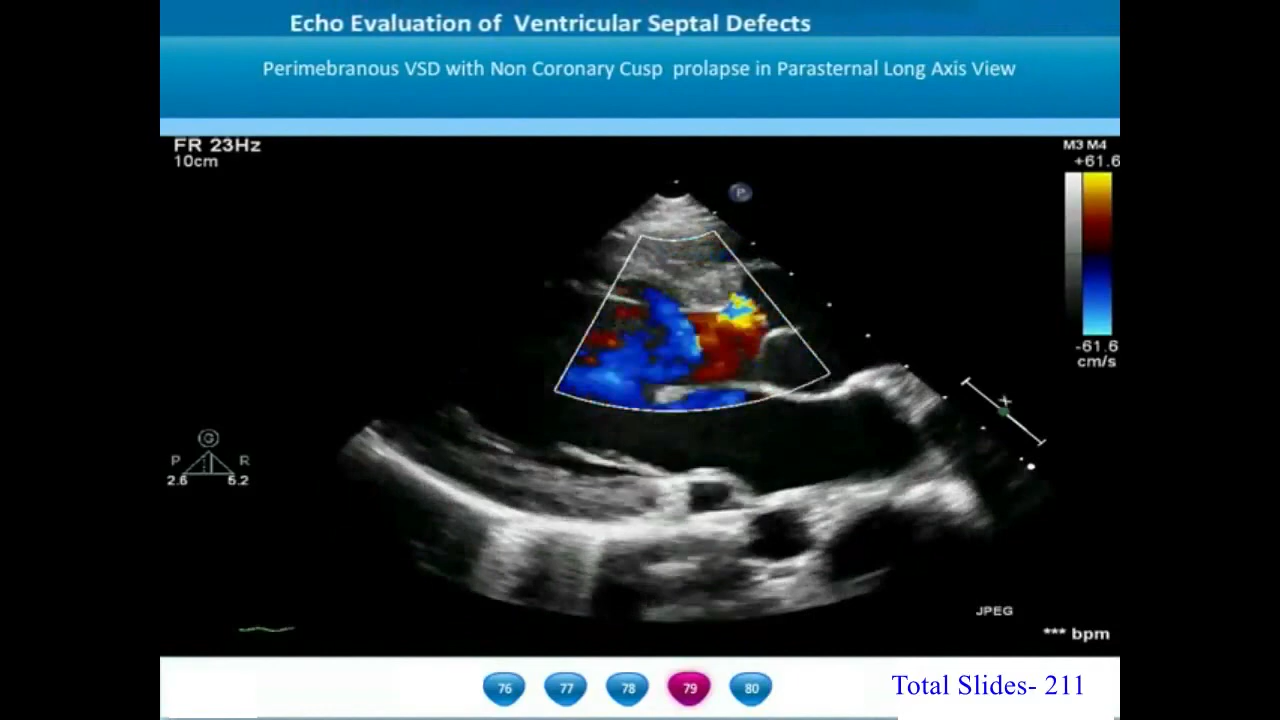 Echo Evaluation of Ventricular Septal Defects
Perimebranous VSD with Non Coronary Cusp prolapse in Parasternal Long Axis View
FR 23Hz
10cm
M3 M4
+61.6
P
-61.6
cm/s
x
G
P R
2.6 5.2
JPEG
*** bpm
76 77 78 79 80
Total Slides- 211